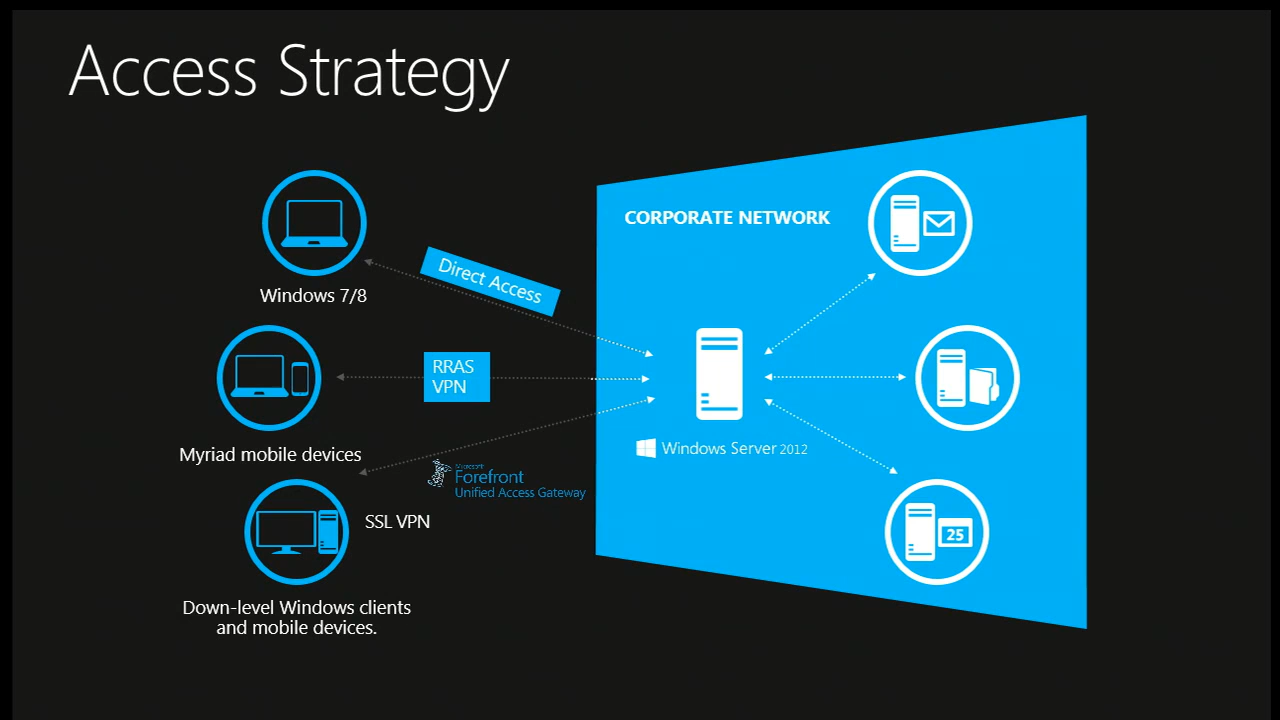 Access Strategy
CORPORATE NETWORK
Direct Access
Windows 7/8
RRAS
VPN
Myriad mobile devices
Windows Server 2012
Microsoft
Forefront
Unified Access Gateway
SSL VPN
25
Down-level Windows clients
and mobile devices.